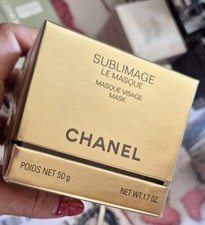 SUBLIMAGE
LE MASQUE
MASQUE VISAGE
MASK
CHANEL
POIDS NET 50 g
NET WT. 1.7 OZ.